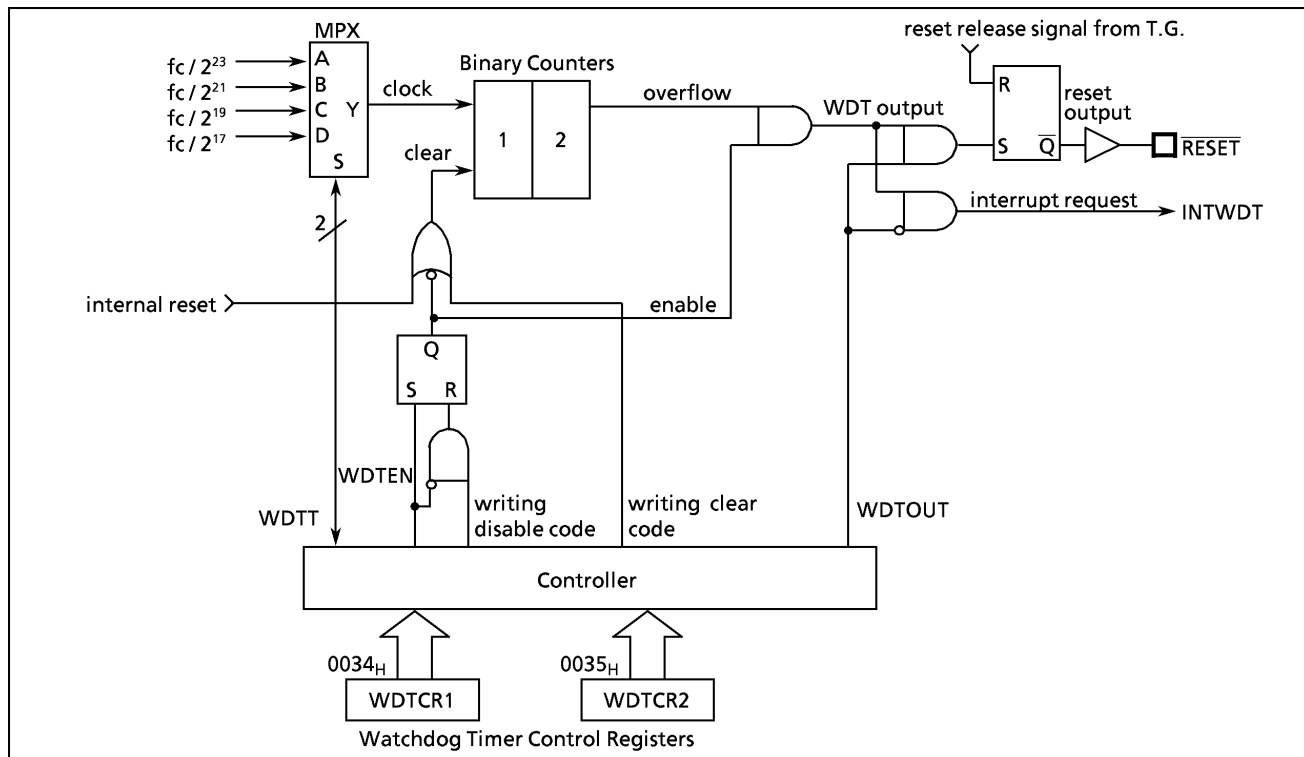 reset release signal from T.G.
MPX
fc / 2²³
fc / 2²¹
fc / 2¹⁹
fc / 2¹⁷
A
B
C
D
Y
S
clock
clear
Binary Counters
1
2
overflow
WDT output
R
S
Q̅
reset
output
R̅E̅S̅E̅T̅
interrupt request
INTWDT
2
internal reset
enable
Q
S
R
WDTEN
WDTT
writing
disable code
writing clear
code
WDTOUT
Controller
0034H
0035H
WDTCR1
WDTCR2
Watchdog Timer Control Registers